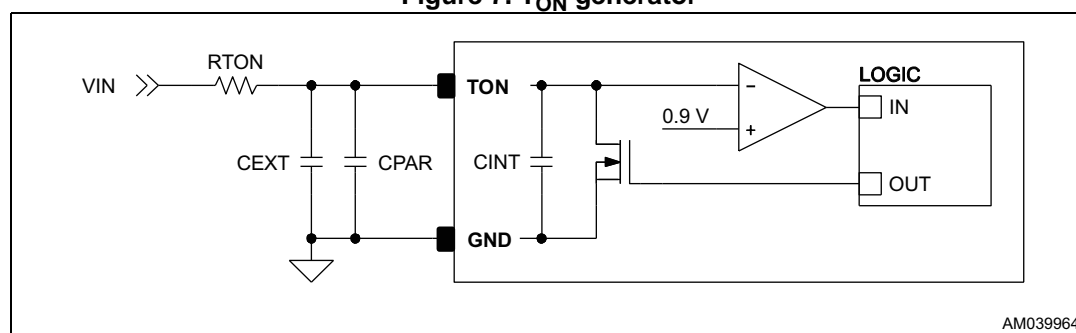 Figure 7. TON generator
VIN
RTON
CEXT
CPAR
TON
GND
CINT
0.9 V
−
+
LOGIC
IN
OUT
AM039964